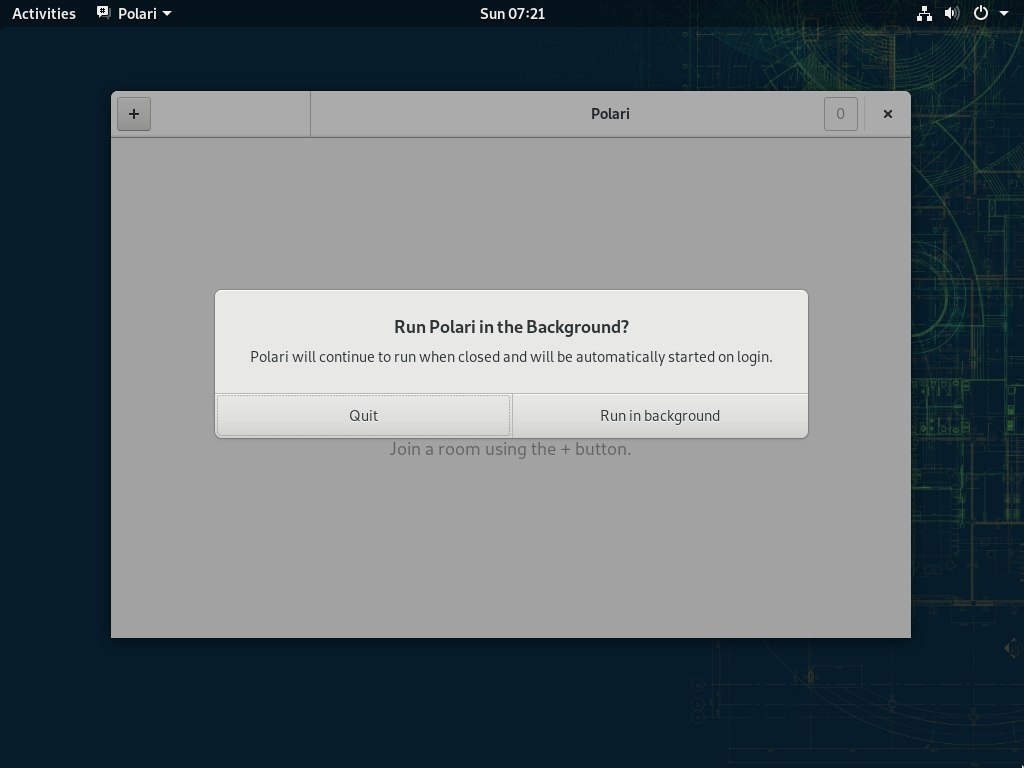 Activities Polari Sun 07:21
+ Polari 0 ×
Run Polari in the Background?
Polari will continue to run when closed and will be automatically started on login.
Quit Run in background
Join a room using the + button.